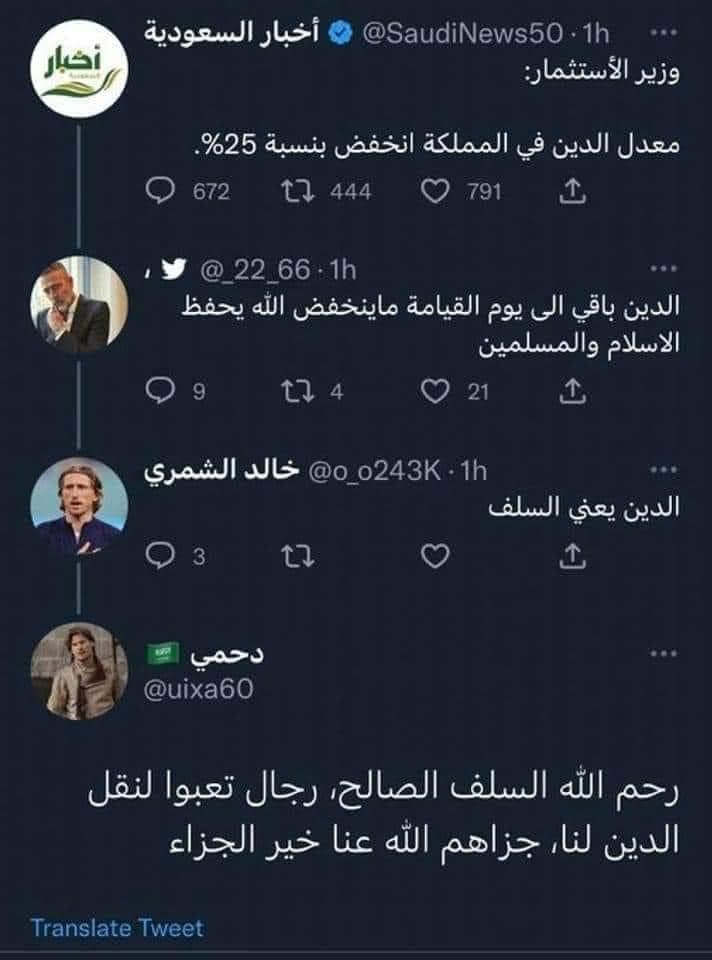 أخبار السعودية @SaudiNews50 · 1h
وزير الأستثمار:
معدل الدين في المملكة انخفض بنسبة 25%.
672 444 791
، @_22_66 · 1h
الدين باقي الى يوم القيامة ماينخفض الله يحفظ
الاسلام والمسلمين
9 4 21
خالد الشمري @o_o243K · 1h
الدين يعني السلف
3
دحمي 🇸🇦
@uixa60
رحم الله السلف الصالح، رجال تعبوا لنقل
الدين لنا، جزاهم الله عنا خير الجزاء
Translate Tweet